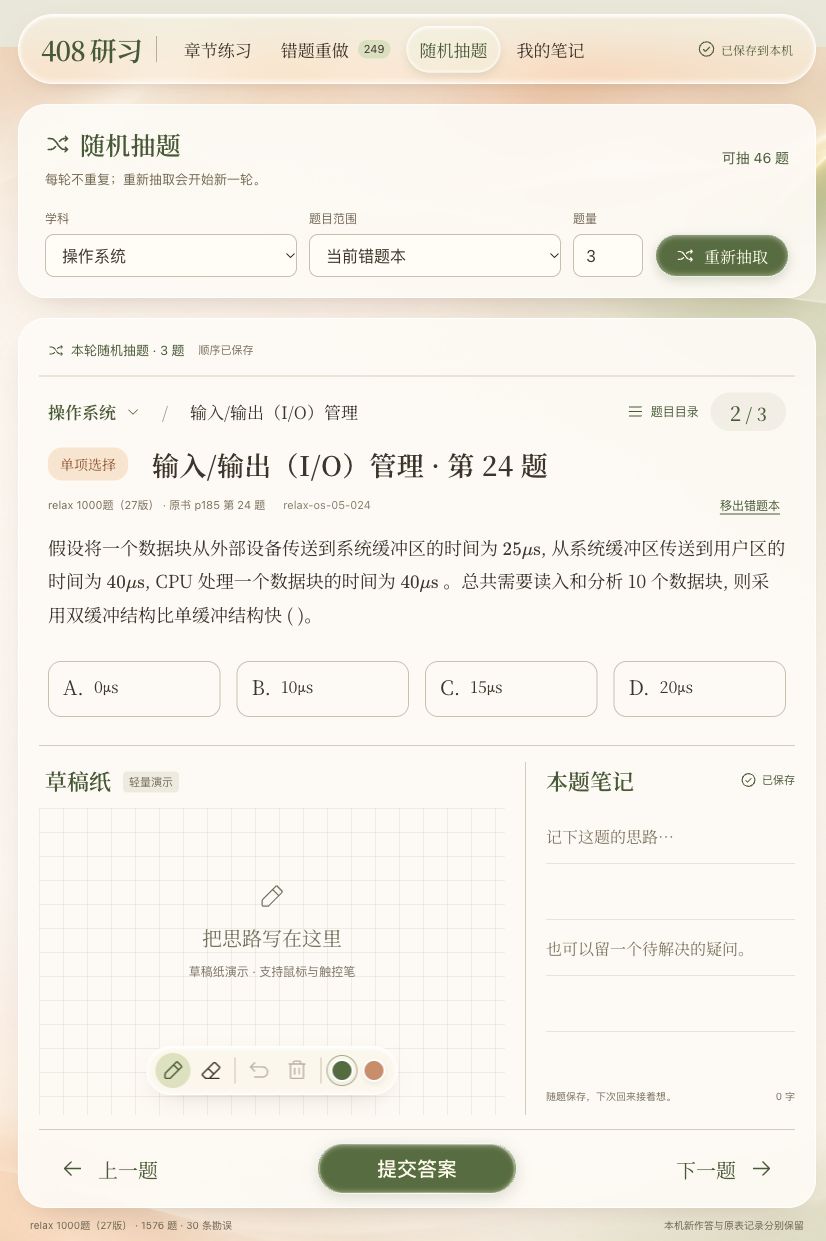 408 研习
章节练习
错题重做 249
随机抽题
我的笔记
已保存到本机
随机抽题
每轮不重复；重新抽取会开始新一轮。
可抽 46 题
学科
题目范围
题量
操作系统
当前错题本
3
重新抽取
本轮随机抽题 · 3 题 顺序已保存
操作系统 / 输入/输出（I/O）管理
题目目录
2 / 3
单项选择
输入/输出（I/O）管理 · 第 24 题
relax 1000题（27版） · 原书 p185 第 24 题 relax-os-05-024
移出错题本
假设将一个数据块从外部设备传送到系统缓冲区的时间为 25μs, 从系统缓冲区传送到用户区的
时间为 40μs, CPU 处理一个数据块的时间为 40μs 。总共需要读入和分析 10 个数据块, 则采
用双缓冲结构比单缓冲结构快 ( )。
A. 0μs
B. 10μs
C. 15μs
D. 20μs
草稿纸 轻量演示
把思路写在这里
草稿纸演示 · 支持鼠标与触控笔
本题笔记
已保存
记下这题的思路…
也可以留一个待解决的疑问。
随题保存，下次回来接着想。
0 字
上一题
提交答案
下一题
relax 1000题（27版） · 1576 题 · 30 条勘误
本机新作答与原表记录分别保留